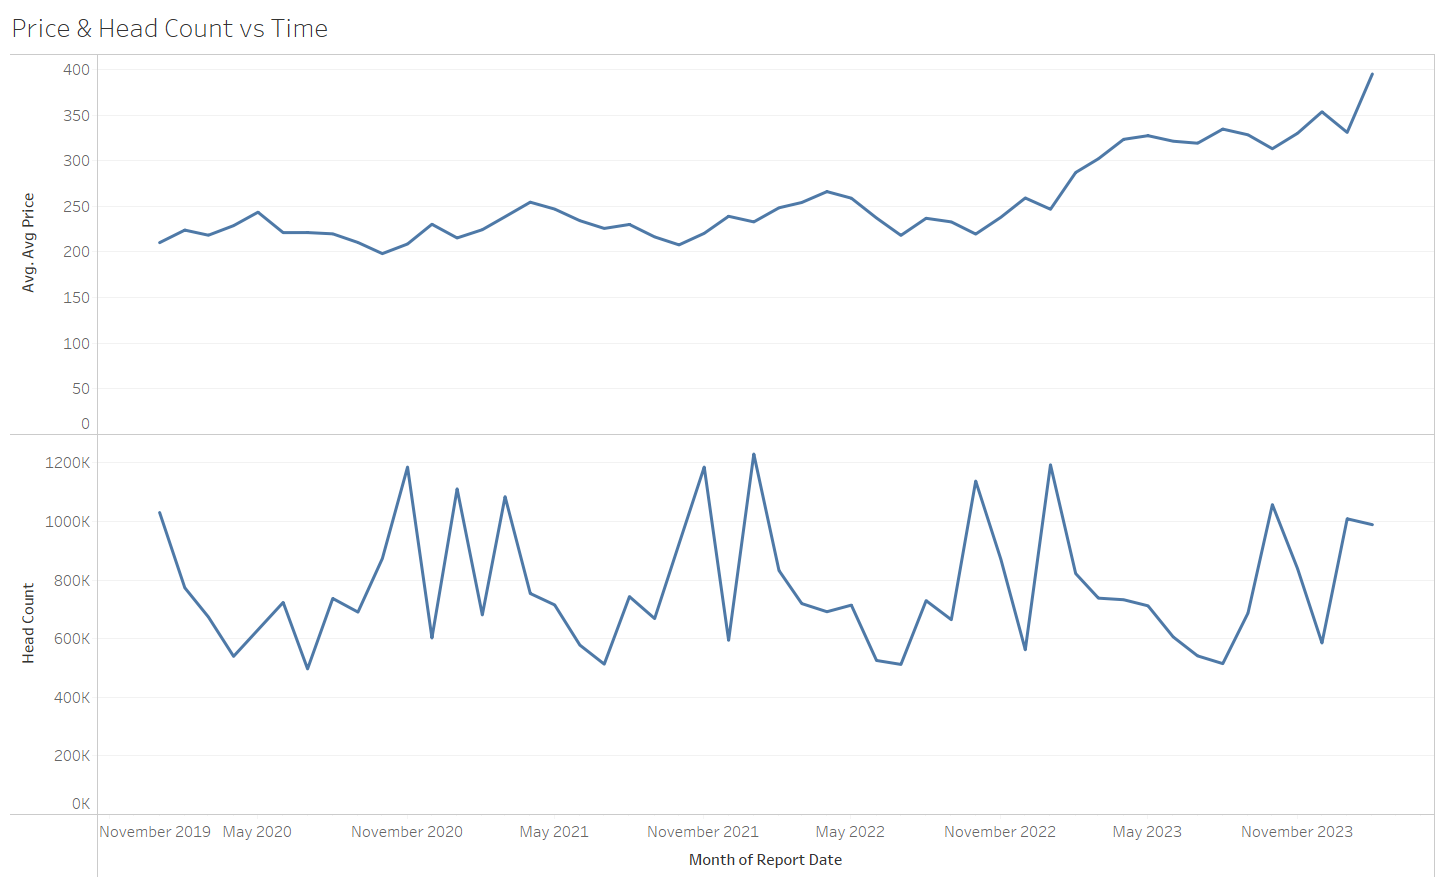 Price & Head Count vs Time
400
350
300
250
200
150
100
50
0
Avg. Avg Price
1200K
1000K
800K
600K
400K
200K
0K
Head Count
November 2019 May 2020 November 2020 May 2021 November 2021 May 2022 November 2022 May 2023 November 2023
Month of Report Date